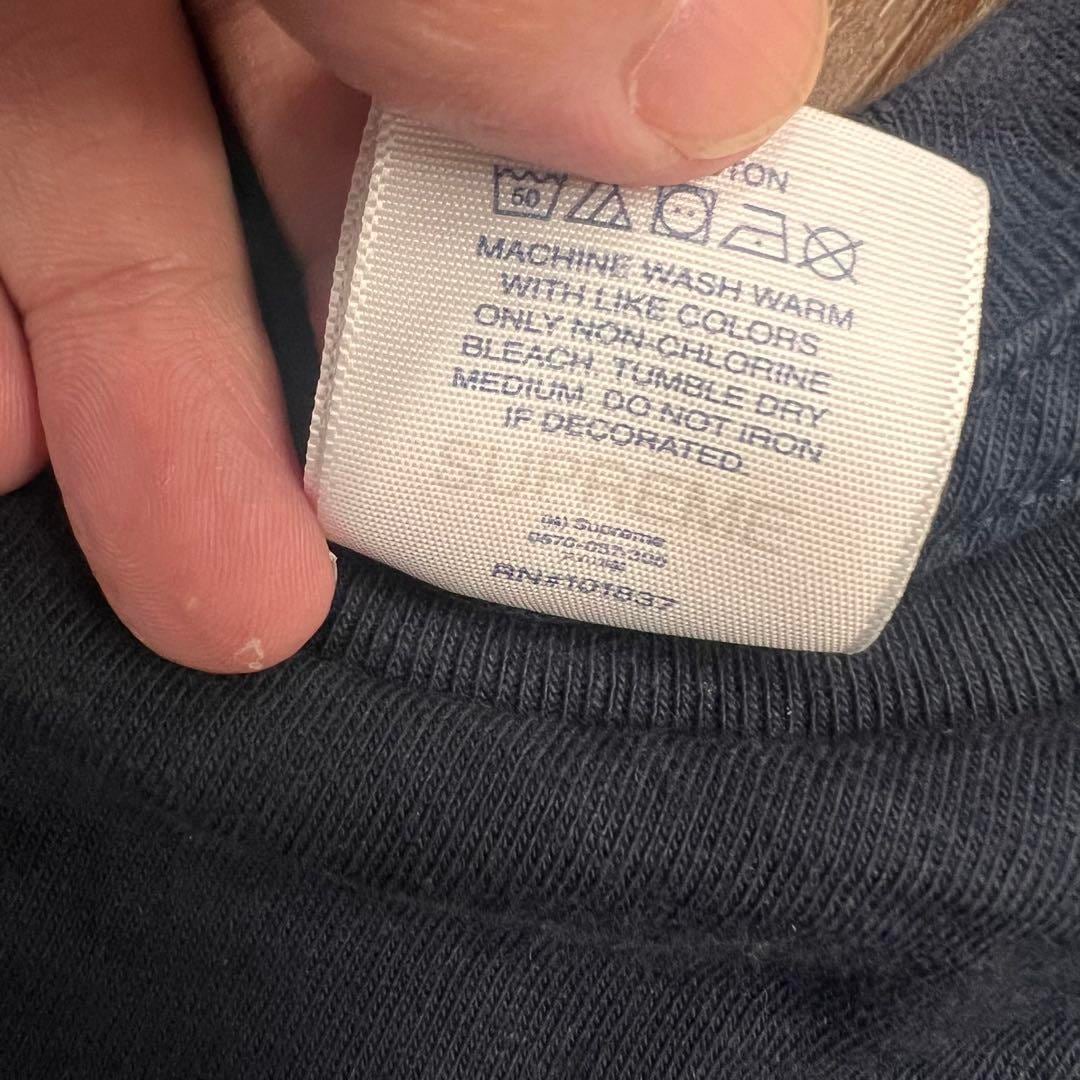 TON
60
MACHINE WASH WARM
WITH LIKE COLORS
ONLY NON-CHLORINE
BLEACH TUMBLE DRY
MEDIUM. DO NOT IRON
IF DECORATED.
Supreme
RN#101837